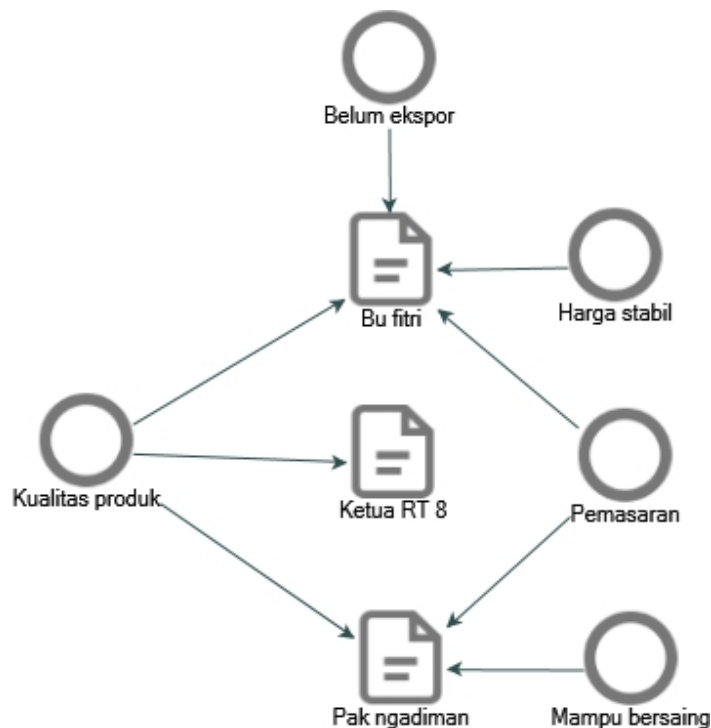 Belum ekspor
Bu fitri
Harga stabil
Kualitas produk
Ketua RT 8
Pemasaran
Pak ngadiman
Mampu bersaing